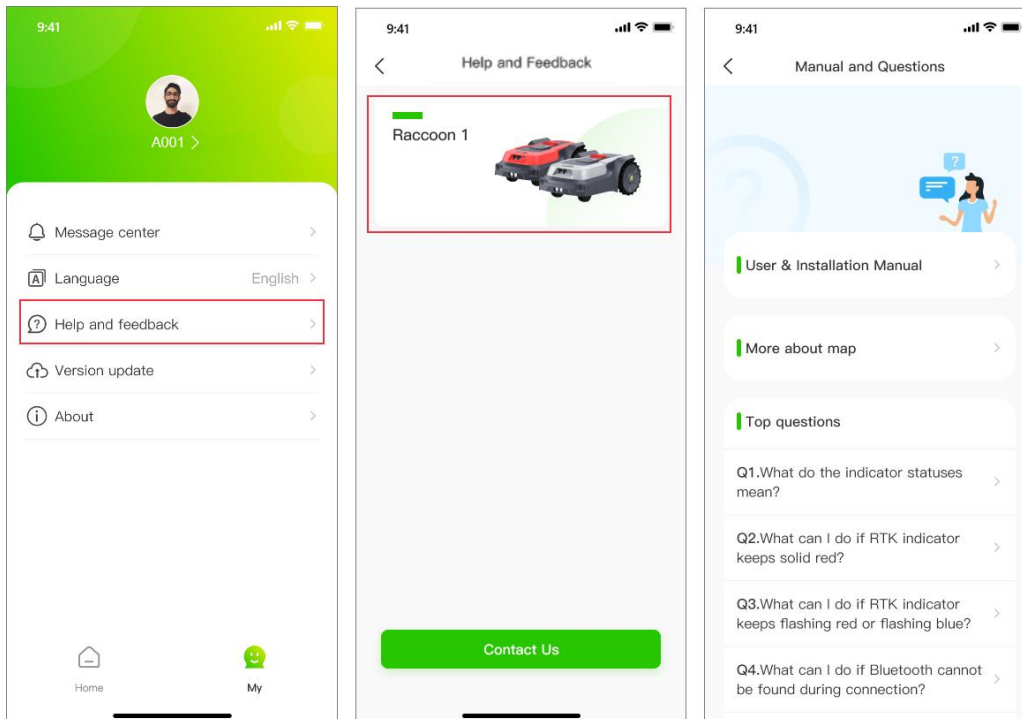 9:41
A001
Message center
Language
English
Help and feedback
Version update
About
Home
My
9:41
Help and Feedback
Raccoon 1
Contact Us
9:41
Manual and Questions
?
?
User & Installation Manual
More about map
Top questions
Q1.What do the indicator statuses
mean?
Q2.What can I do if RTK indicator
keeps solid red?
Q3.What can I do if RTK indicator
keeps flashing red or flashing blue?
Q4.What can I do if Bluetooth cannot
be found during connection?